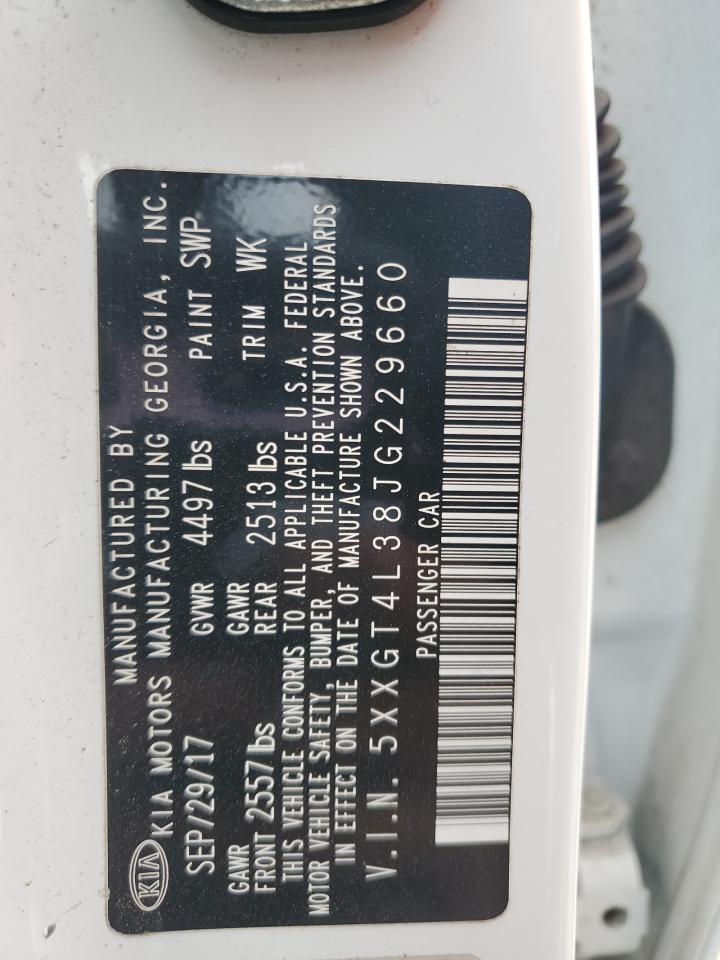 KIA
MANUFACTURED BY
KIA MOTORS MANUFACTURING GEORGIA, INC.
SEP/29/17 GVWR 4497 lbs PAINT SWP
GAWR GAWR
FRONT 2557 lbs REAR 2513 lbs TRIM WK
THIS VEHICLE CONFORMS TO ALL APPLICABLE U.S.A. FEDERAL
MOTOR VEHICLE SAFETY, BUMPER, AND THEFT PREVENTION STANDARDS
IN EFFECT ON THE DATE OF MANUFACTURE SHOWN ABOVE.
V.I.N. 5XXGT4L38JG229660
PASSENGER CAR